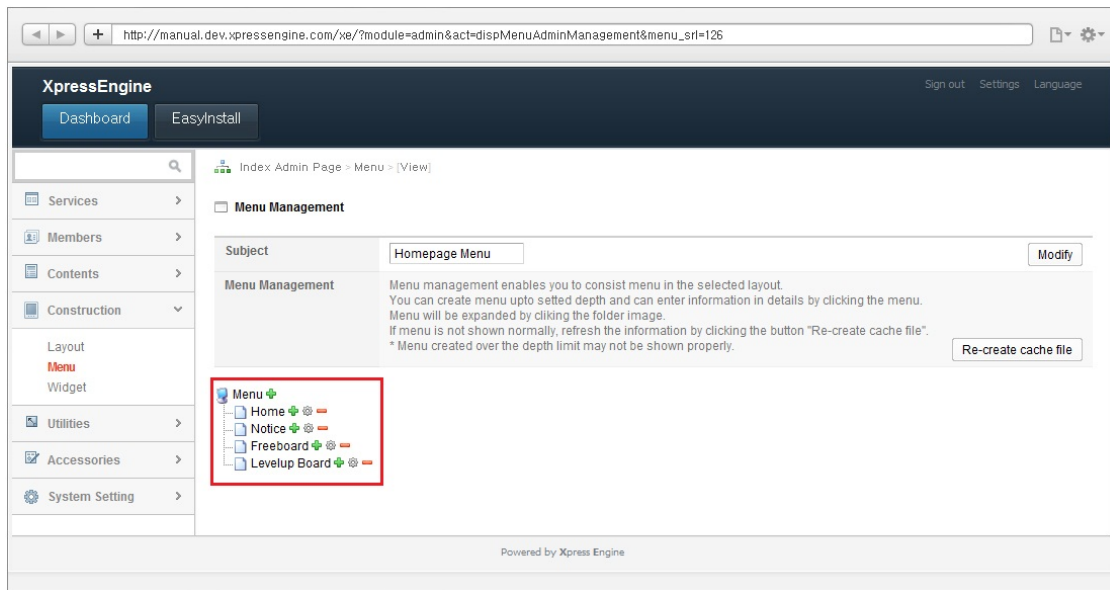 http://manual.dev.xpressengine.com/xe/?module=admin&act=dispMenuAdminManagement&menu_srl=126
XpressEngine
Sign out Settings Language
Dashboard EasyInstall
Index Admin Page > Menu > [View]
Services
Members
Contents
Construction
Layout
Menu
Widget
Utilities
Accessories
System Setting
Menu Management
Subject Homepage Menu Modify
Menu Management
Menu management enables you to consist menu in the selected layout.
You can create menu upto setted depth and can enter information in details by clicking the menu.
Menu will be expanded by cliking the folder image.
If menu is not shown normally, refresh the information by clicking the button "Re-create cache file".
* Menu created over the depth limit may not be shown properly.
Re-create cache file
Menu
Home
Notice
Freeboard
Levelup Board
Powered by Xpress Engine